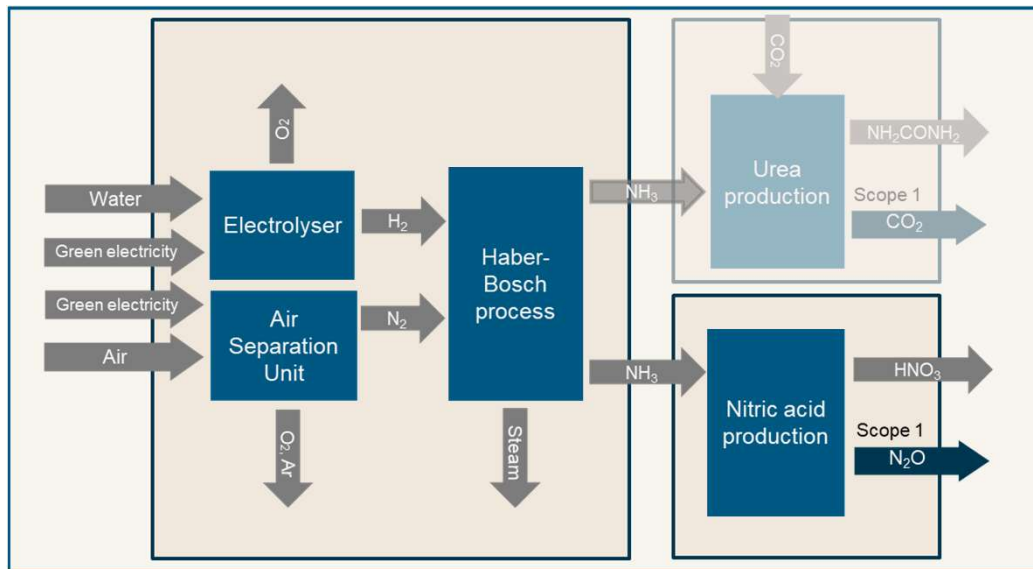 CO₂
O₂
NH₂CONH₂
Urea
production
Water
NH₃
Scope 1
Electrolyser
H₂
CO₂
Green electricity
Haber-
Bosch
process
Green electricity
Air
Separation
Unit
N₂
Air
NH₃
HNO₃
Nitric acid
production
Scope 1
O₂, Ar
Steam
N₂O